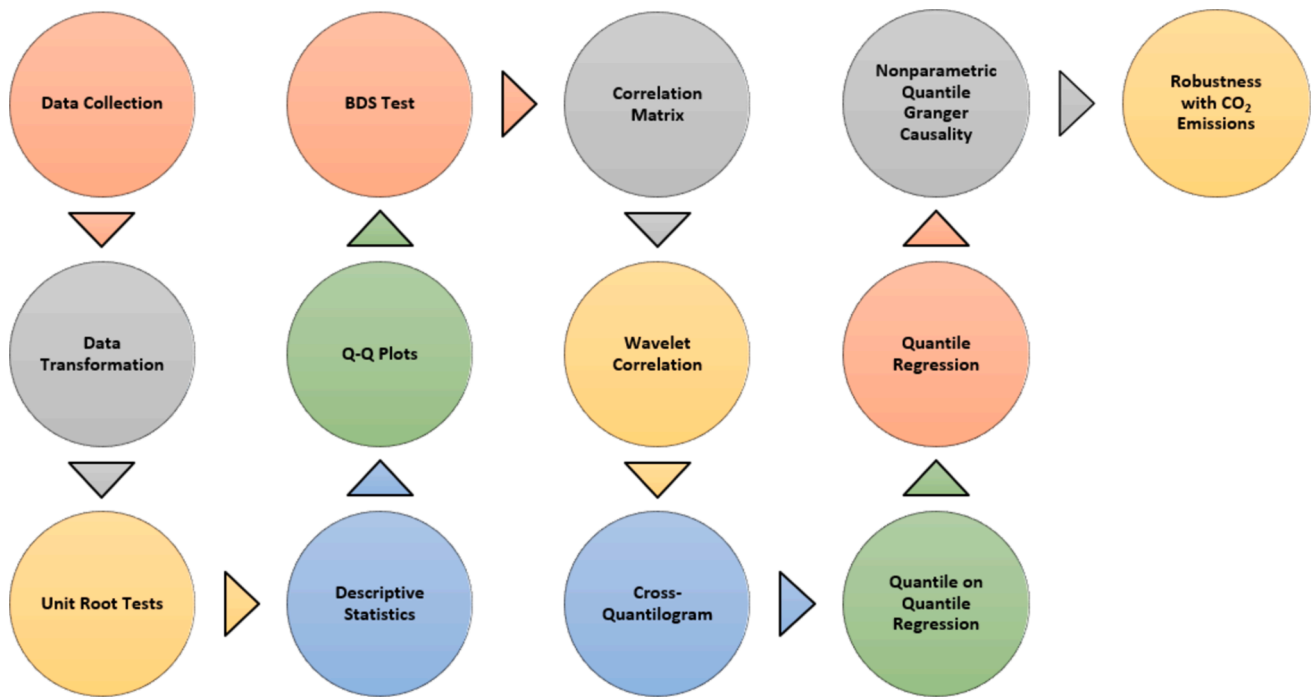 Data Collection
Data
Transformation
Unit Root Tests
Descriptive
Statistics
Q-Q Plots
BDS Test
Correlation
Matrix
Wavelet
Correlation
Cross-
Quantilogram
Quantile on
Quantile
Regression
Quantile
Regression
Nonparametric
Quantile
Granger
Causality
Robustness
with CO₂
Emissions